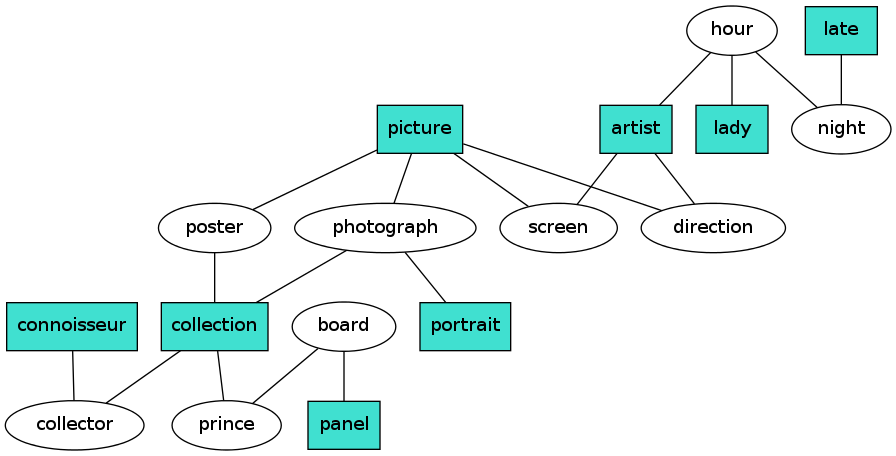 hour
late
picture
artist
lady
night
poster
photograph
screen
direction
connoisseur
collection
board
portrait
collector
prince
panel